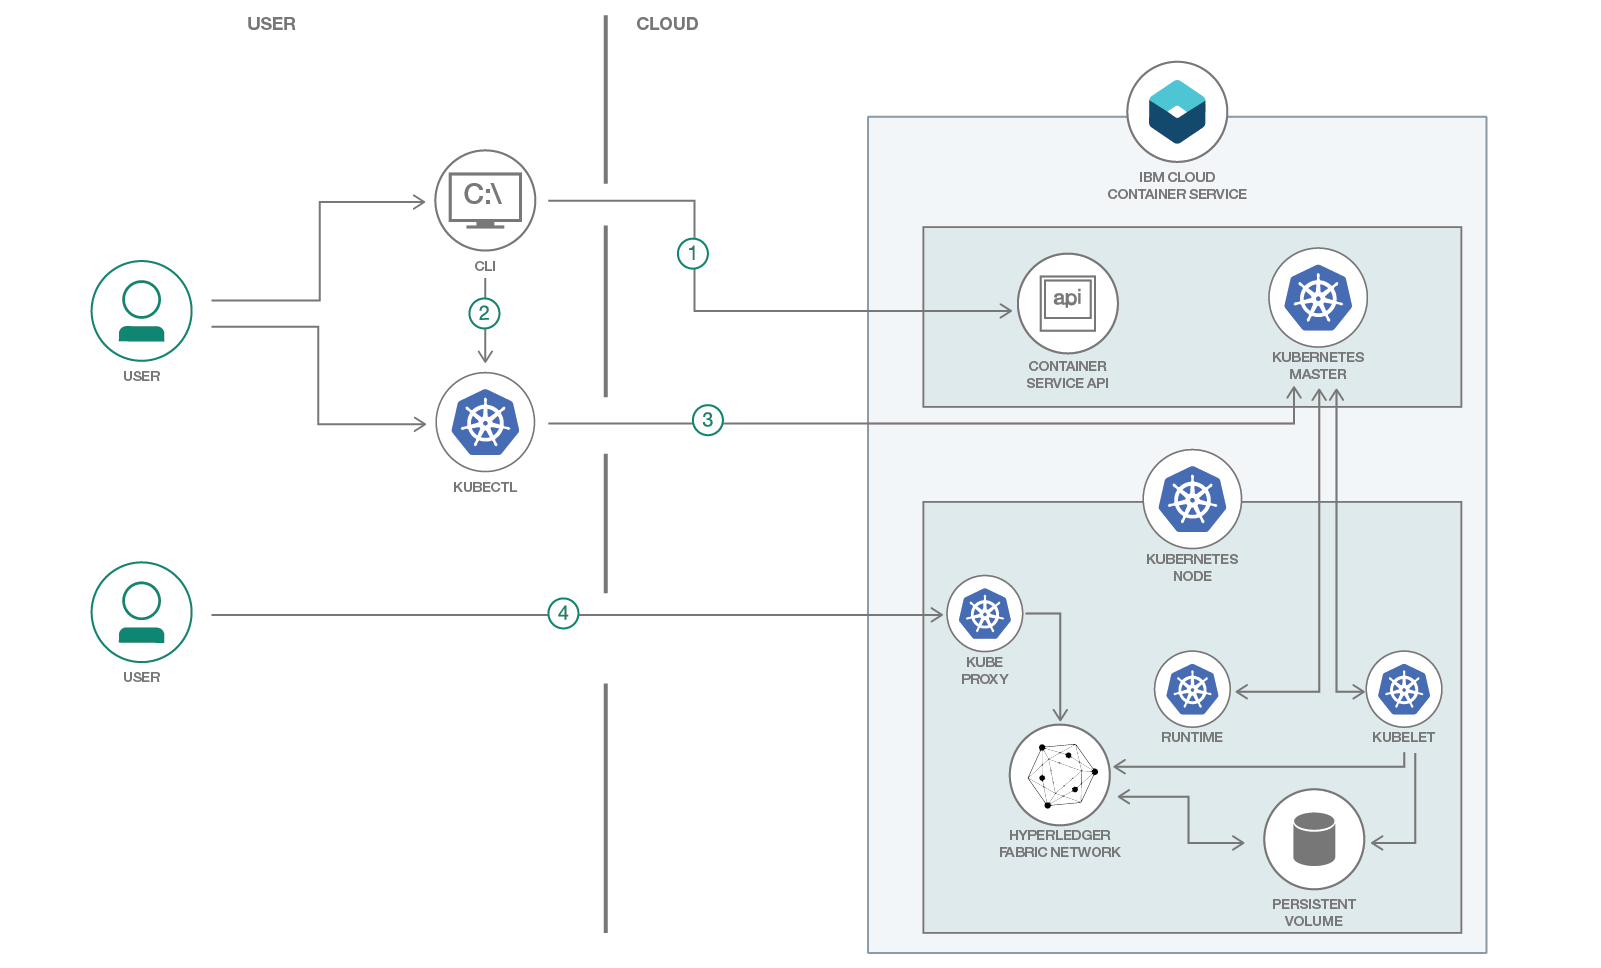 USER
CLOUD
IBM CLOUD
CONTAINER SERVICE
C:\
CLI
1
api
CONTAINER
SERVICE API
KUBERNETES
MASTER
2
USER
3
KUBECTL
KUBERNETES
NODE
4
USER
KUBE
PROXY
RUNTIME
KUBELET
HYPERLEDGER
FABRIC NETWORK
PERSISTENT
VOLUME